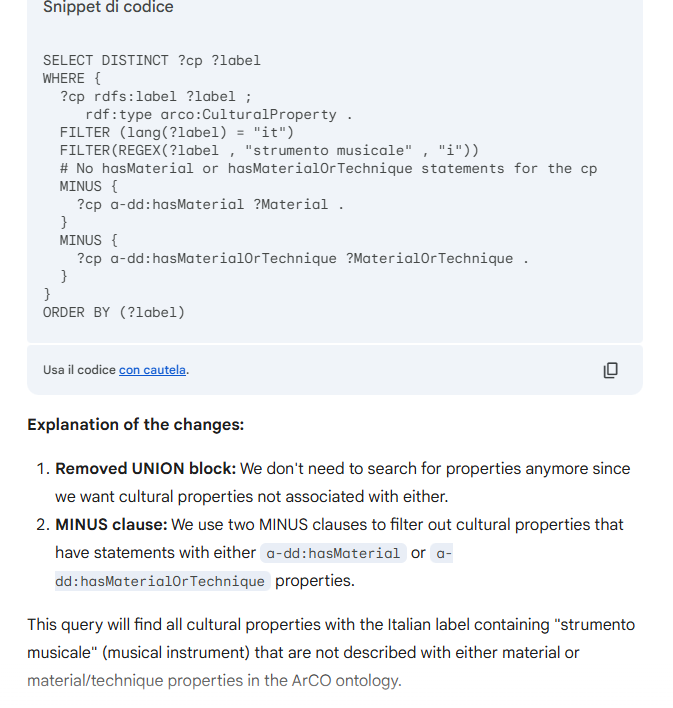 Snippet di codice
SELECT DISTINCT ?cp ?label
WHERE {
  ?cp rdfs:label ?label ;
     rdf:type arco:CulturalProperty .
  FILTER (lang(?label) = "it")
  FILTER(REGEX(?label , "strumento musicale" , "i"))
  # No hasMaterial or hasMaterialOrTechnique statements for the cp
  MINUS {
    ?cp a-dd:hasMaterial ?Material .
  }
  MINUS {
    ?cp a-dd:hasMaterialOrTechnique ?MaterialOrTechnique .
  }
}
ORDER BY (?label)
Usa il codice con cautela.
Explanation of the changes:
1. Removed UNION block: We don't need to search for properties anymore since
we want cultural properties not associated with either.
2. MINUS clause: We use two MINUS clauses to filter out cultural properties that
have statements with either a-dd:hasMaterial or a-
dd:hasMaterialOrTechnique properties.
This query will find all cultural properties with the Italian label containing "strumento
musicale" (musical instrument) that are not described with either material or
material/technique properties in the ArCO ontology.